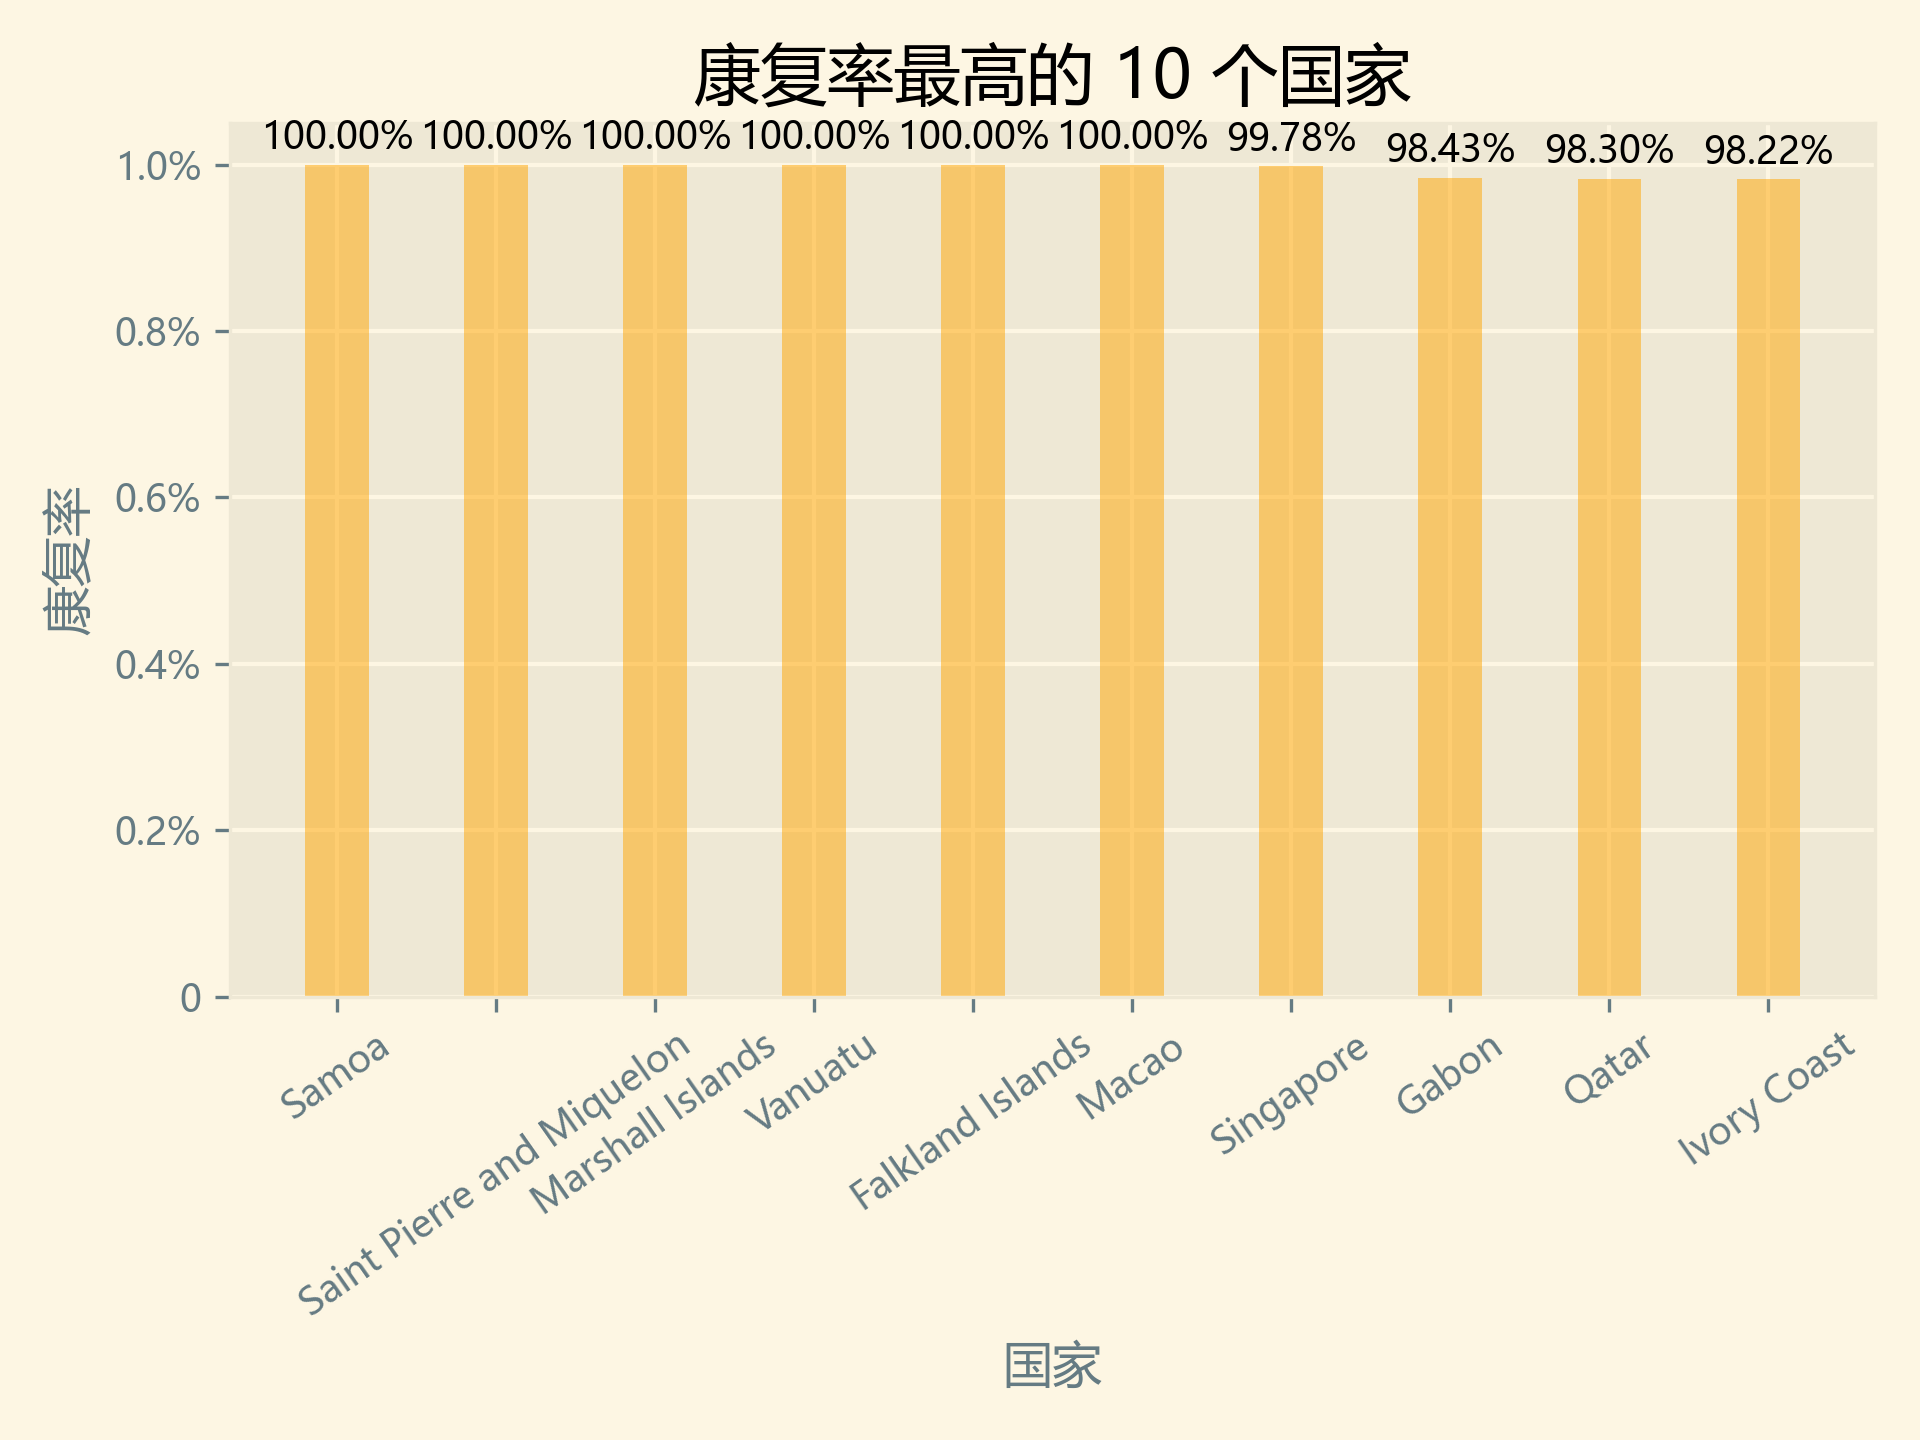 康复率最高的 10 个国家
100.00% 100.00% 100.00% 100.00% 100.00% 100.00% 99.78% 98.43% 98.30% 98.22%
1.0%
0.8%
0.6%
0.4%
0.2%
0
康复率
Samoa
Saint Pierre and Miquelon
Marshall Islands
Vanuatu
Falkland Islands
Macao
Singapore
Gabon
Qatar
Ivory Coast
国家